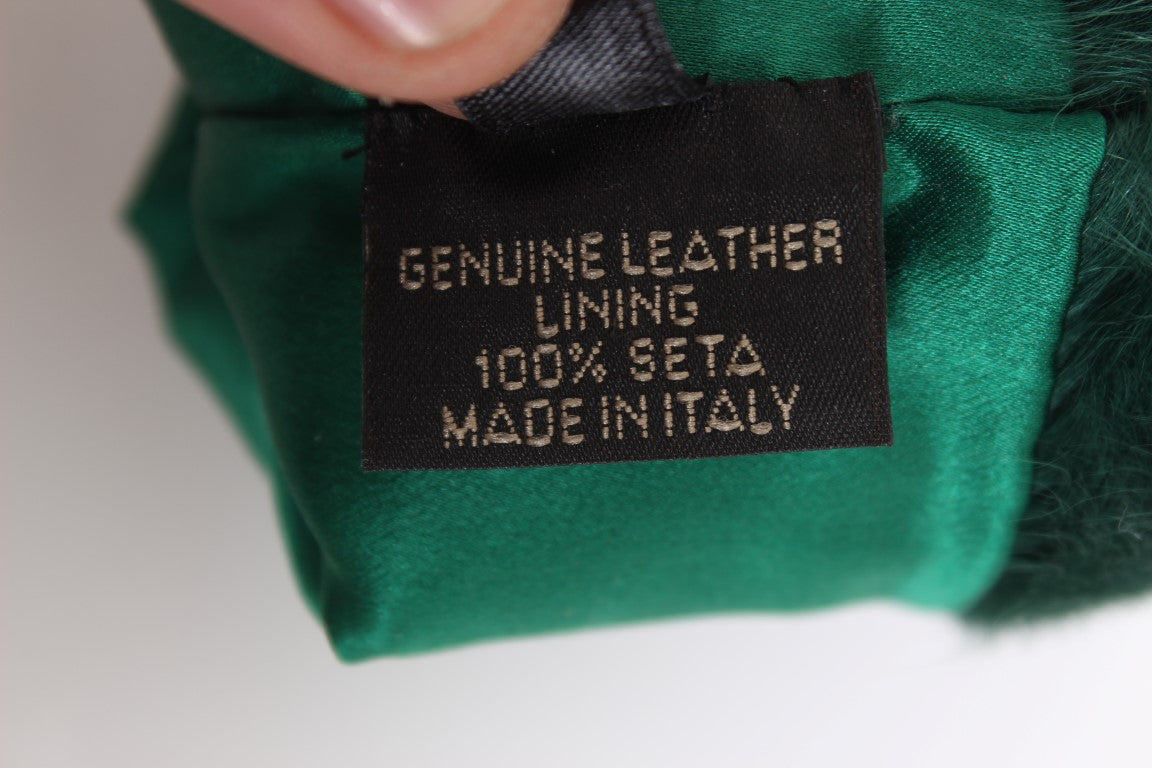 GENUINE LEATHER
LINING
100% SETA
MADE IN ITALY